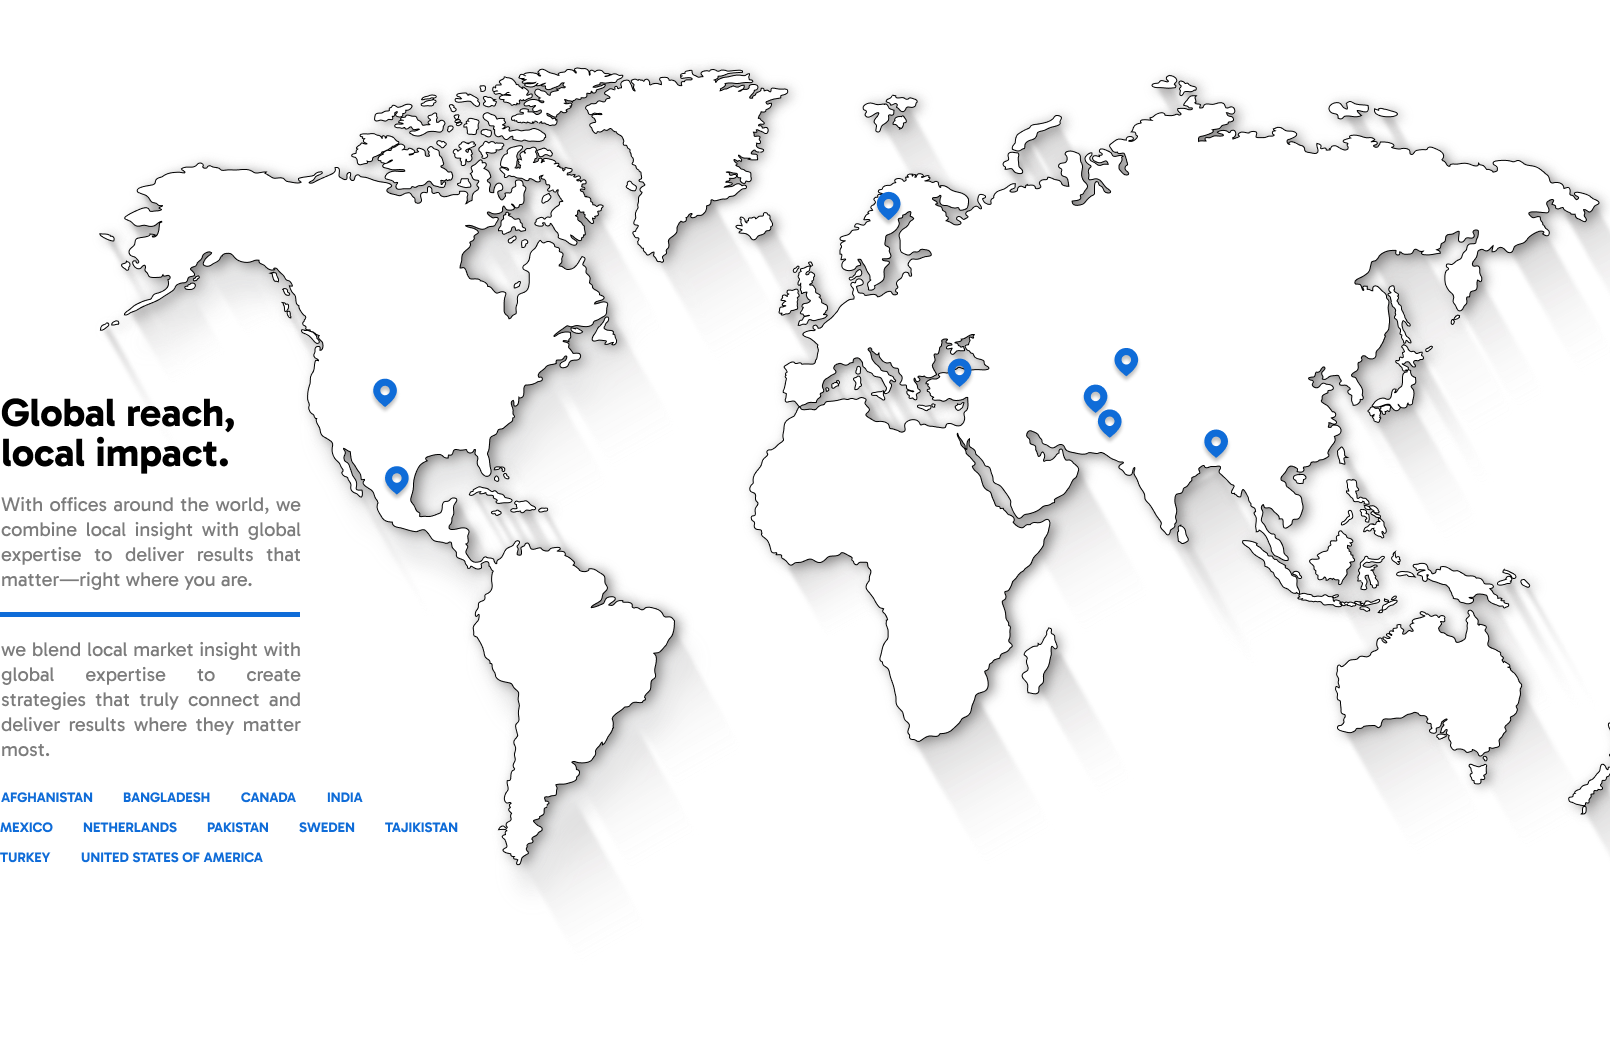 Global reach,
local impact.
With offices around the world, we
combine local insight with global
expertise to deliver results that
matter—right where you are.
we blend local market insight with
global expertise to create
strategies that truly connect and
deliver results where they matter
most.
AFGHANISTAN BANGLADESH CANADA INDIA
MEXICO NETHERLANDS PAKISTAN SWEDEN TAJIKISTAN
TURKEY UNITED STATES OF AMERICA